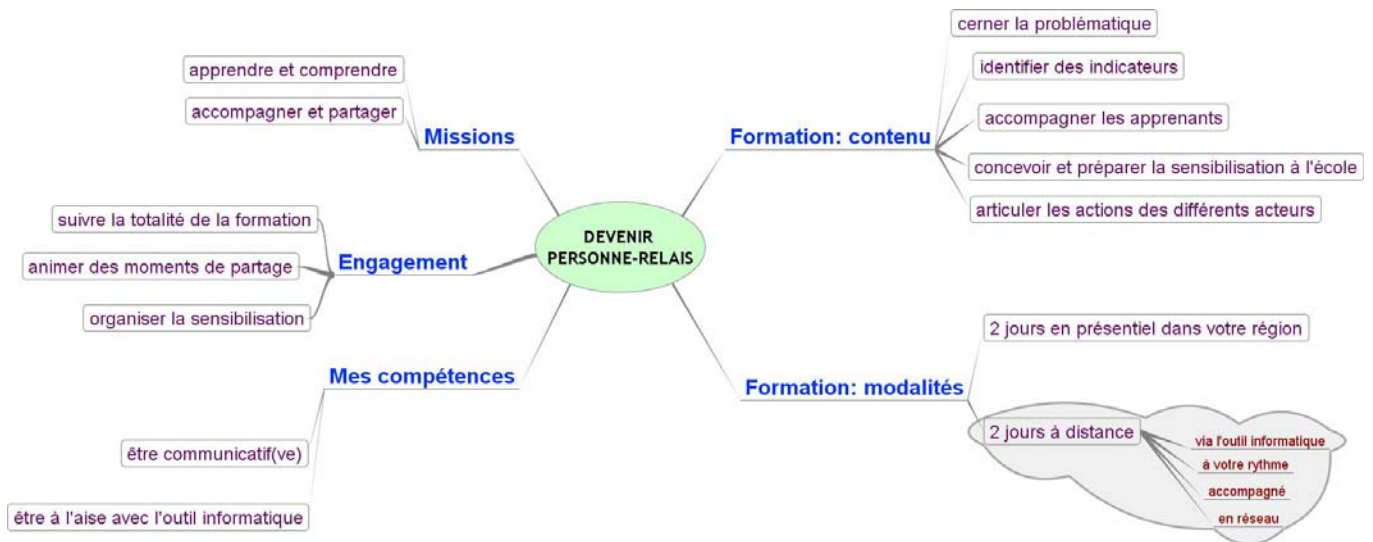 DEVENIR
PERSONNE-RELAIS
Missions
apprendre et comprendre
accompagner et partager
Engagement
suivre la totalité de la formation
animer des moments de partage
organiser la sensibilisation
Mes compétences
être communicatif(ve)
être à l'aise avec l'outil informatique
Formation: contenu
cerner la problématique
identifier des indicateurs
accompagner les apprenants
concevoir et préparer la sensibilisation à l'école
articuler les actions des différents acteurs
Formation: modalités
2 jours en présentiel dans votre région
2 jours à distance
via l'outil informatique
à votre rythme
accompagné
en réseau